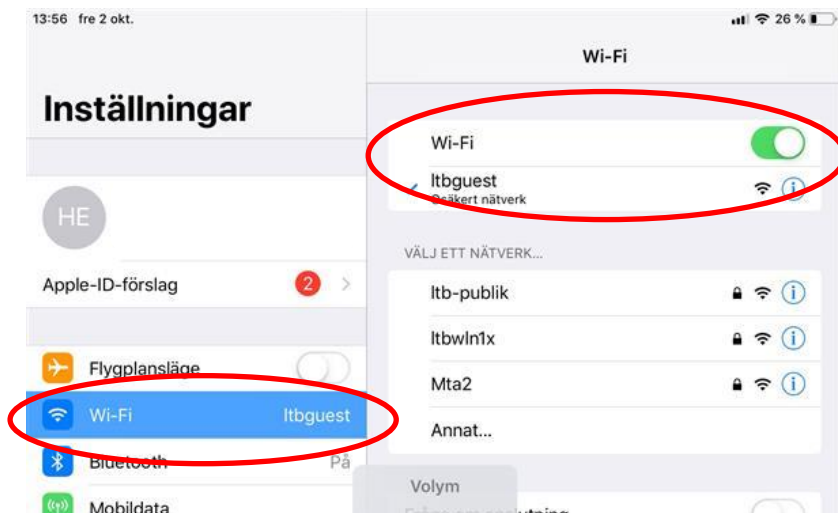 13:56 fre 2 okt.
26 %
Wi-Fi
Inställningar
Wi-Fi
ltbguest
Osäkert nätverk
HE
VÄLJ ETT NÄTVERK...
Apple-ID-förslag 2
ltb-publik
ltbwln1x
Flygplansläge
Mta2
Wi-Fi ltbguest
Annat...
Bluetooth På
Volym
Mobildata